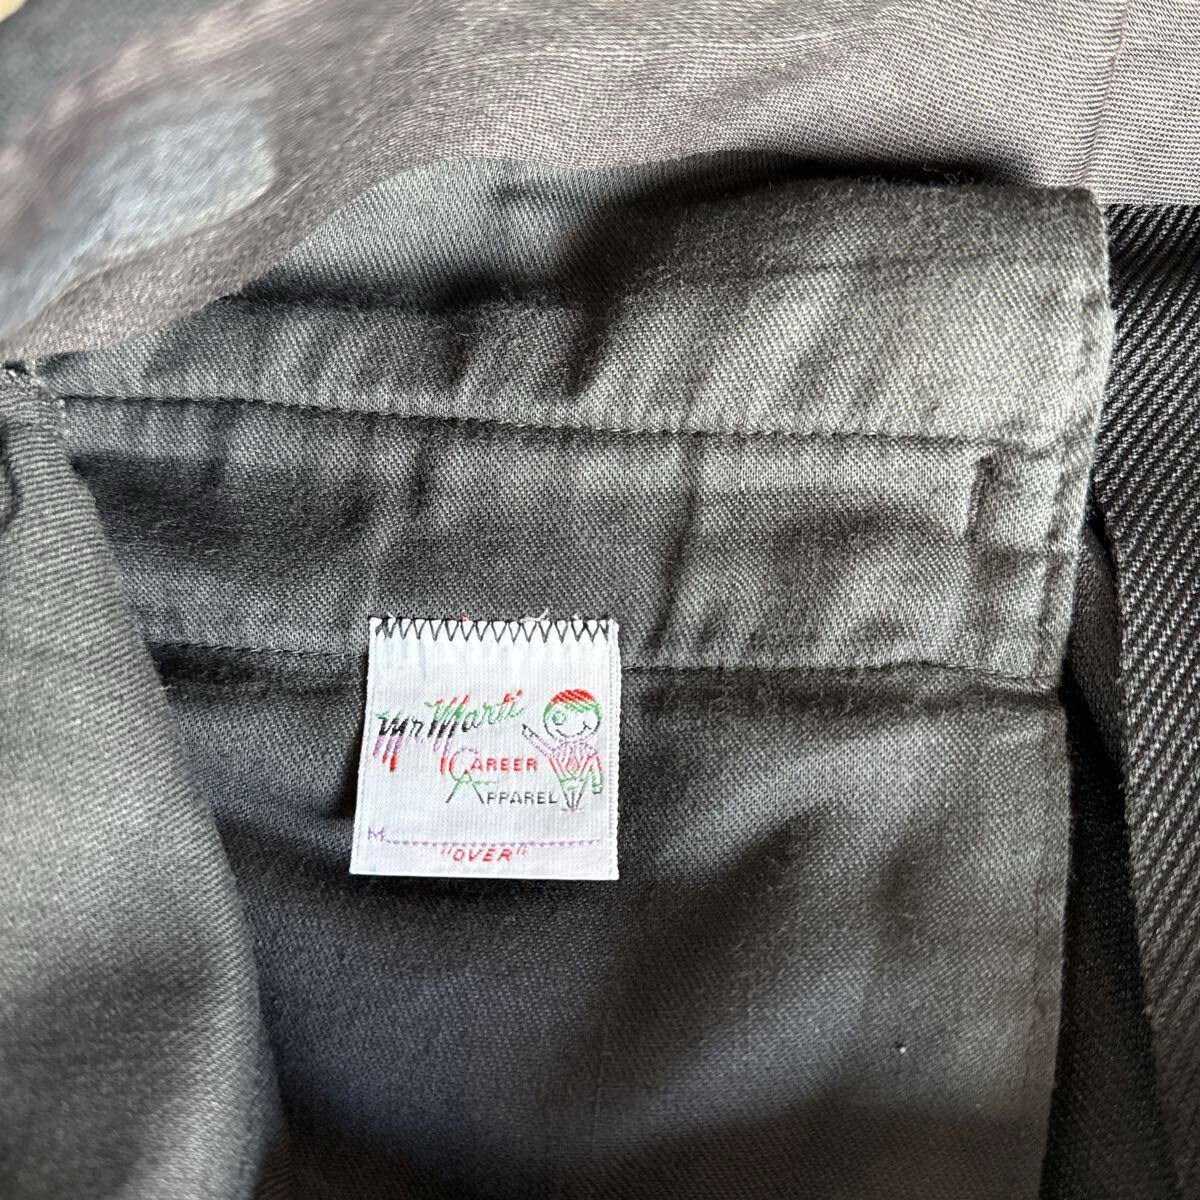 Mr. Marti
CAREER
APPAREL
M
"OVER"